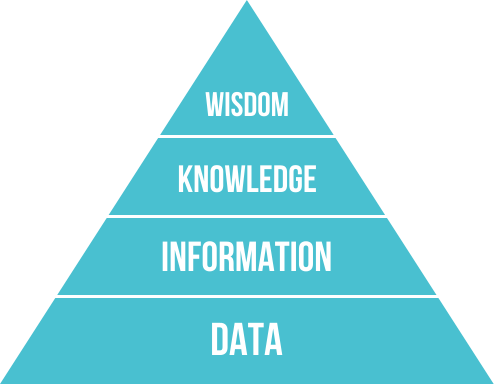 WISDOM
KNOWLEDGE
INFORMATION
DATA